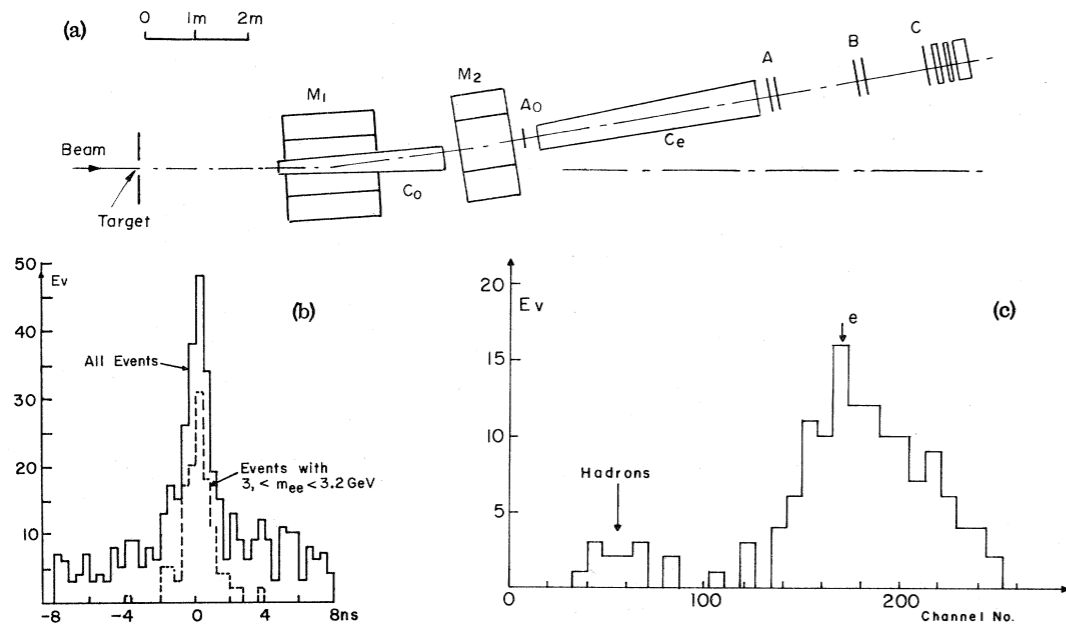 (a)
0 1m 2m
M1
M2
A0
A
B
C
Beam
Target
C0
Ce
50
Ev
(b)
40
All Events
30
20
Events with
3, < mee < 3.2 GeV
10
-8 -4 0 4 8ns
20
Ev
(c)
e
15
10
Hadrons
5
0 100 200
Channel No.